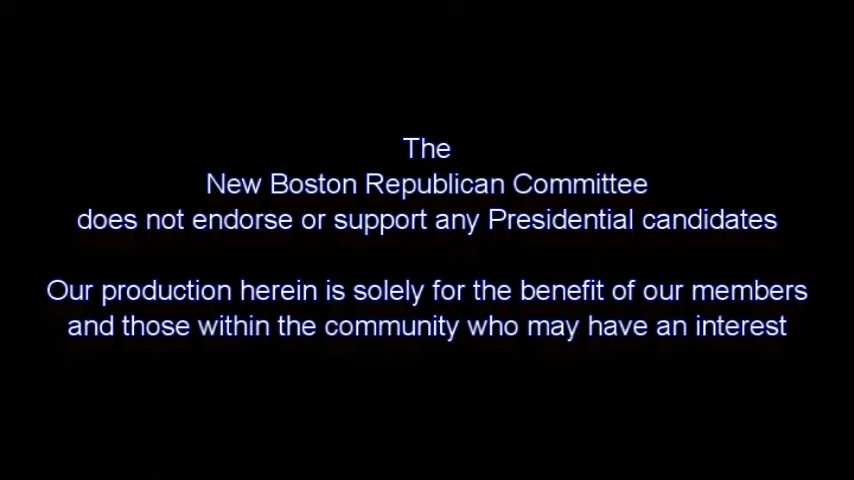 The
New Boston Republican Committee
does not endorse or support any Presidential candidates
Our production herein is solely for the benefit of our members
and those within the community who may have an interest